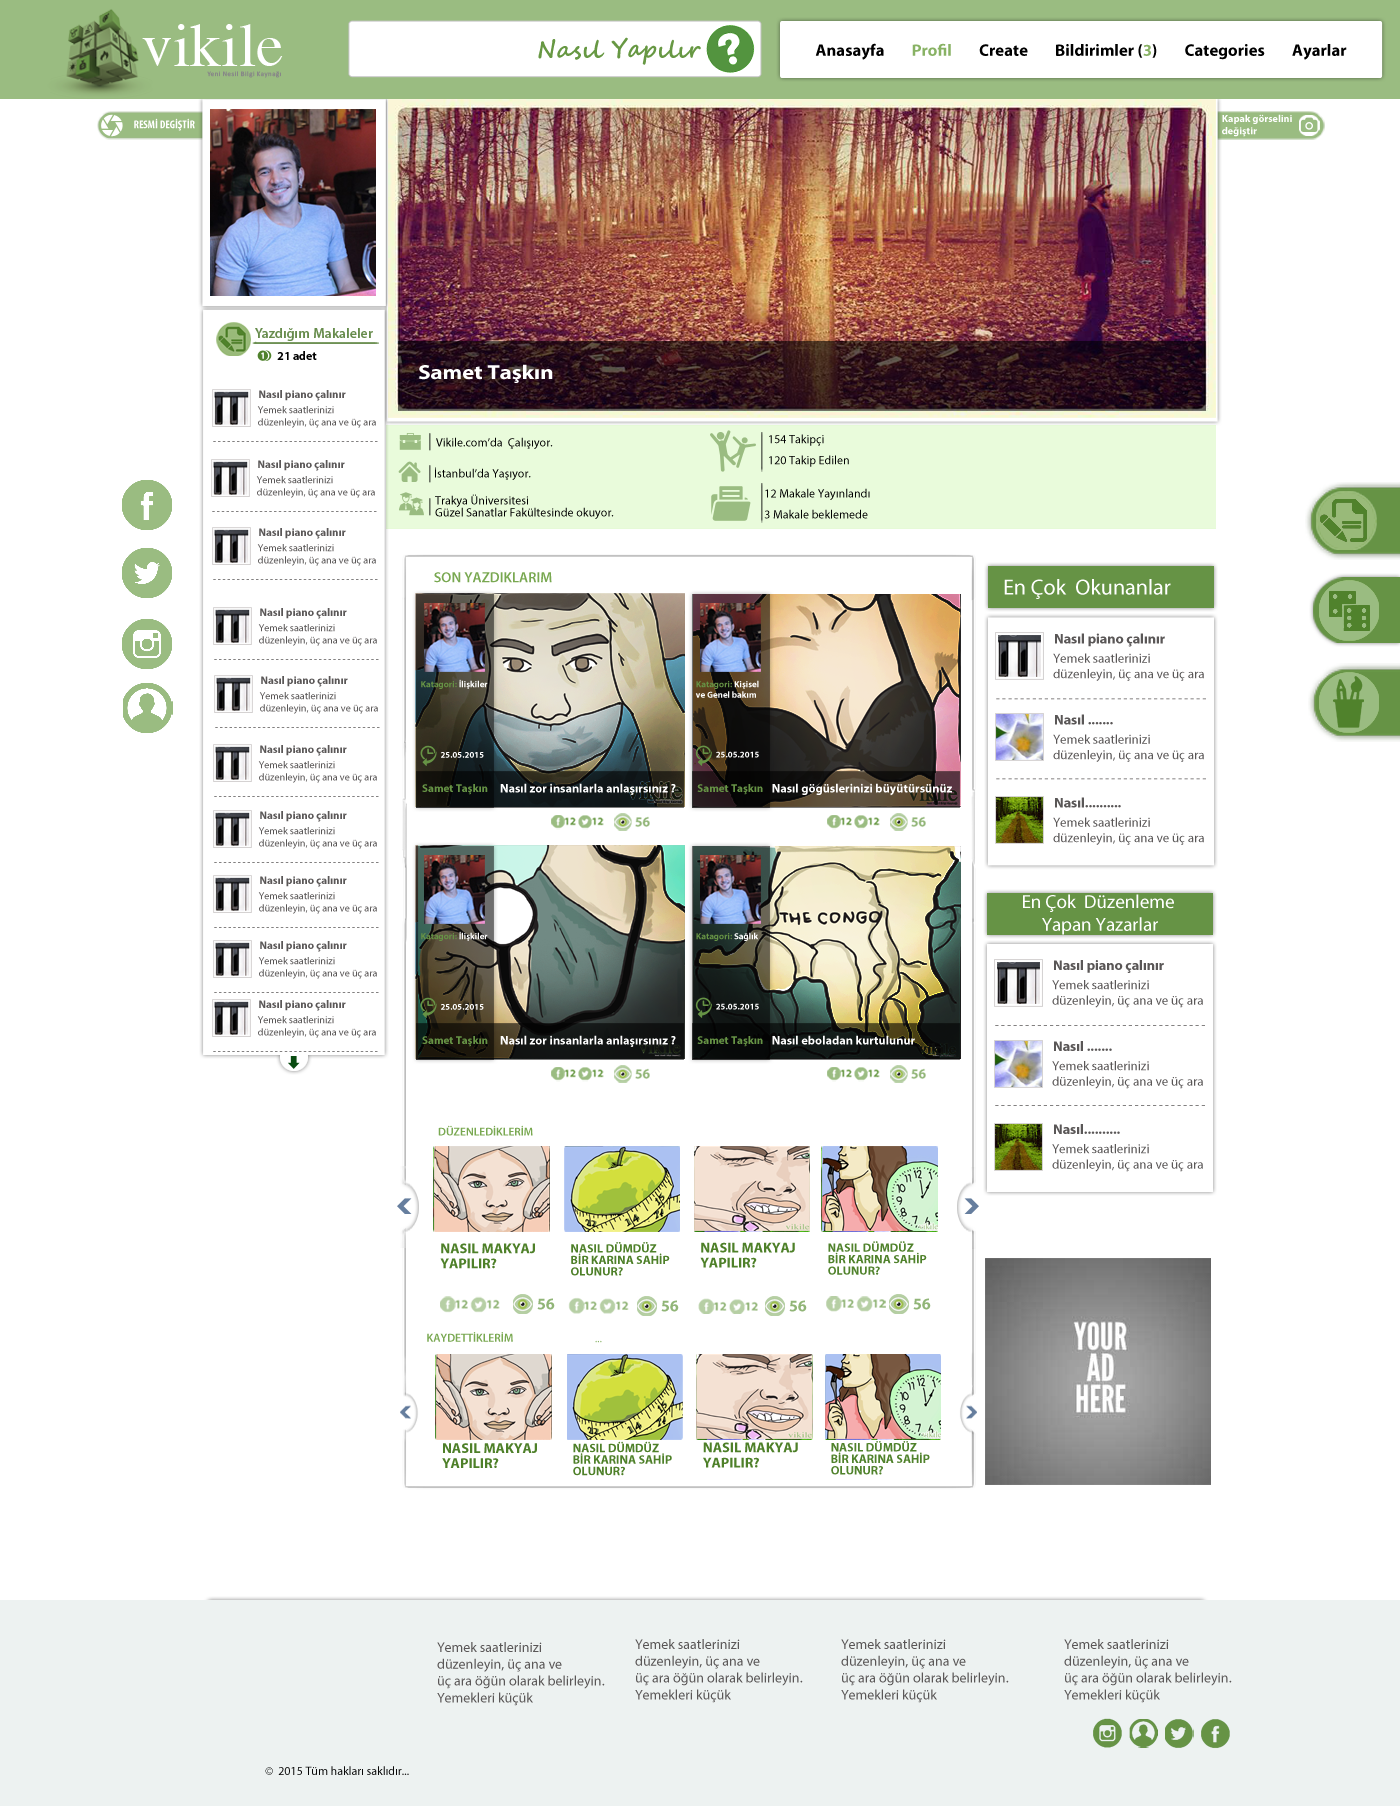 vikile
Yeni Nesil Bilgi Kaynağı
Nasıl Yapılır ?
Anasayfa Profil Create Bildirimler (3) Categories Ayarlar
RESMİ DEĞİŞTİR
Kapak görselini
değiştir
Samet Taşkın
Yazdığım Makaleler
21 adet
Nasıl piano çalınır
Yemek saatlerinizi
düzenleyin, üç ana ve üç ara
Nasıl piano çalınır
Yemek saatlerinizi
düzenleyin, üç ana ve üç ara
Nasıl piano çalınır
Yemek saatlerinizi
düzenleyin, üç ana ve üç ara
Nasıl piano çalınır
Yemek saatlerinizi
düzenleyin, üç ana ve üç ara
Nasıl piano çalınır
Yemek saatlerinizi
düzenleyin, üç ana ve üç ara
Nasıl piano çalınır
Yemek saatlerinizi
düzenleyin, üç ana ve üç ara
Nasıl piano çalınır
Yemek saatlerinizi
düzenleyin, üç ana ve üç ara
Nasıl piano çalınır
Yemek saatlerinizi
düzenleyin, üç ana ve üç ara
Nasıl piano çalınır
Yemek saatlerinizi
düzenleyin, üç ana ve üç ara
Nasıl piano çalınır
Yemek saatlerinizi
düzenleyin, üç ana ve üç ara
Vikile.com'da Çalışıyor.
İstanbul'da Yaşıyor.
Trakya Üniversitesi
Güzel Sanatlar Fakültesinde okuyor.
154 Takipçi
120 Takip Edilen
12 Makale Yayınlandı
3 Makale beklemede
SON YAZDIKLARIM
Katagori: İlişkiler
25.05.2015
Samet Taşkın Nasıl zor insanlarla anlaşırsınız ?
12 12 56
Katagori: Kişisel
ve Genel bakım
25.05.2015
Samet Taşkın Nasıl gögüslerinizi büyütürsünüz
vikile
12 12 56
Katagori: İlişkiler
25.05.2015
Samet Taşkın Nasıl zor insanlarla anlaşırsınız ?
12 12 56
THE CONGO
Katagori: Sağlık
25.05.2015
Samet Taşkın Nasıl eboladan kurtulunur
12 12 56
DÜZENLEDİKLERİM
NASIL MAKYAJ
YAPILIR?
12 12 56
NASIL DÜMDÜZ
BİR KARINA SAHİP
OLUNUR?
12 12 56
vikile
NASIL MAKYAJ
YAPILIR?
12 12 56
NASIL DÜMDÜZ
BİR KARINA SAHİP
OLUNUR?
12 12 56
KAYDETTİKLERİM
...
NASIL MAKYAJ
YAPILIR?
NASIL DÜMDÜZ
BİR KARINA SAHİP
OLUNUR?
vikile
NASIL MAKYAJ
YAPILIR?
NASIL DÜMDÜZ
BİR KARINA SAHİP
OLUNUR?
En Çok Okunanlar
Nasıl piano çalınır
Yemek saatlerinizi
düzenleyin, üç ana ve üç ara
Nasıl .......
Yemek saatlerinizi
düzenleyin, üç ana ve üç ara
Nasıl..........
Yemek saatlerinizi
düzenleyin, üç ana ve üç ara
En Çok Düzenleme
Yapan Yazarlar
Nasıl piano çalınır
Yemek saatlerinizi
düzenleyin, üç ana ve üç ara
Nasıl .......
Yemek saatlerinizi
düzenleyin, üç ana ve üç ara
Nasıl..........
Yemek saatlerinizi
düzenleyin, üç ana ve üç ara
YOUR
AD
HERE
Yemek saatlerinizi
düzenleyin, üç ana ve
üç ara öğün olarak belirleyin.
Yemekleri küçük
Yemek saatlerinizi
düzenleyin, üç ana ve
üç ara öğün olarak belirleyin.
Yemekleri küçük
Yemek saatlerinizi
düzenleyin, üç ana ve
üç ara öğün olarak belirleyin.
Yemekleri küçük
Yemek saatlerinizi
düzenleyin, üç ana ve
üç ara öğün olarak belirleyin.
Yemekleri küçük
© 2015 Tüm hakları saklıdır...